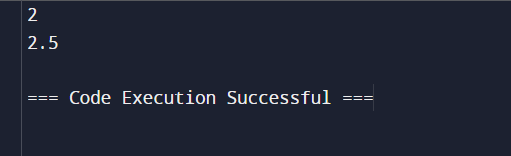 2
2.5
=== Code Execution Successful ===